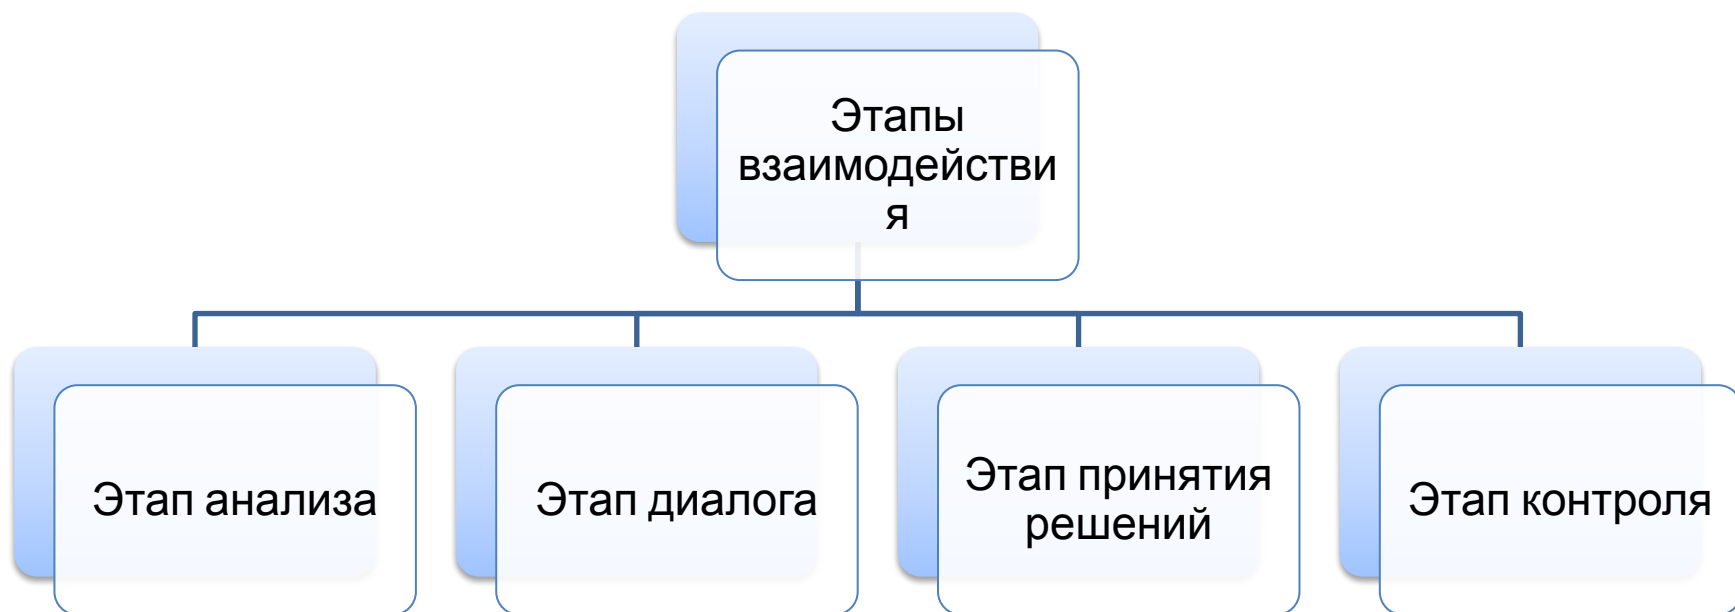 Этапы
взаимодействи
я
Этап анализа
Этап диалога
Этап принятия
решений
Этап контроля